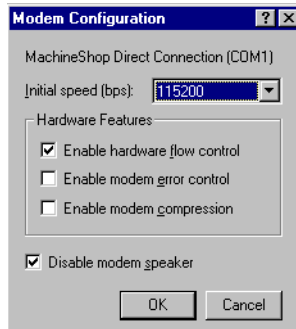 Modem Configuration
MachineShop Direct Connection (COM1)
Initial speed (bps): 115200
Hardware Features
Enable hardware flow control
Enable modem error control
Enable modem compression
Disable modem speaker
OK Cancel